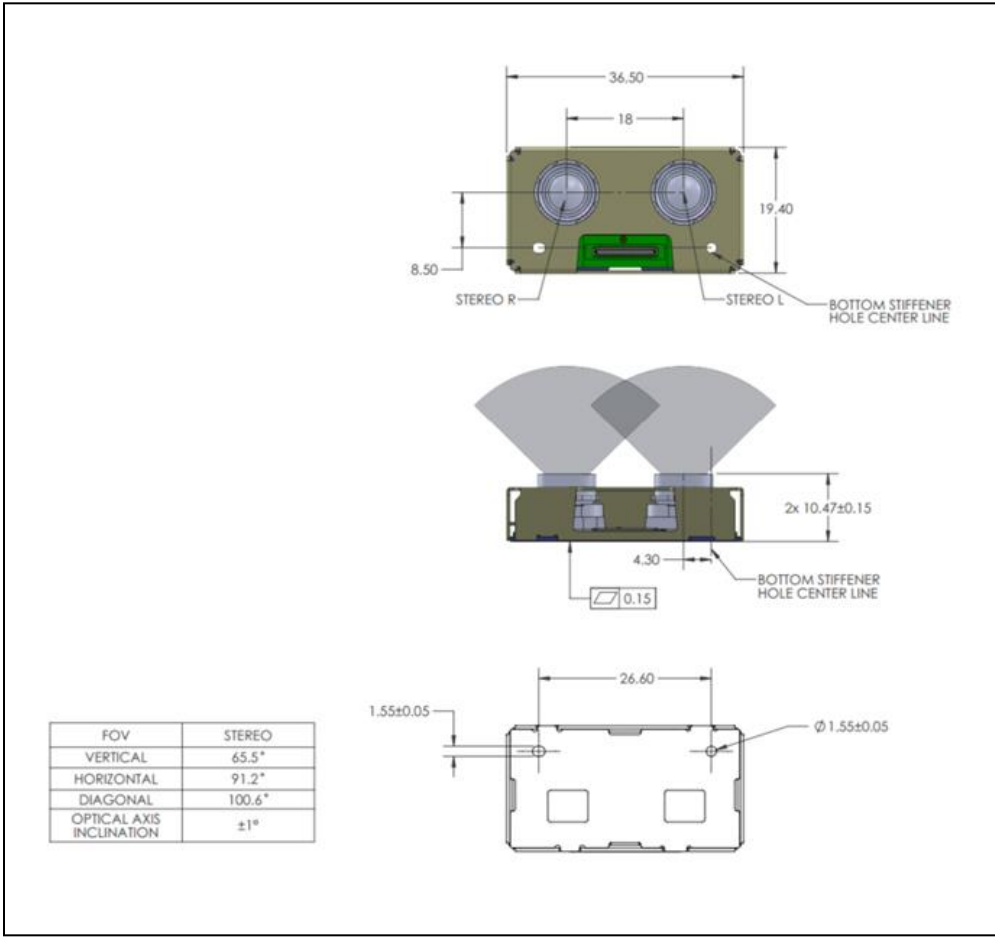 36.50
18
19.40
8.50
STEREO R
STEREO L
BOTTOM STIFFENER
HOLE CENTER LINE
2x 10.47±0.15
4.30
BOTTOM STIFFENER
HOLE CENTER LINE
0.15
26.60
1.55±0.05
Ø1.55±0.05
FOV STEREO
VERTICAL 65.5°
HORIZONTAL 91.2°
DIAGONAL 100.6°
OPTICAL AXIS
INCLINATION ±1°